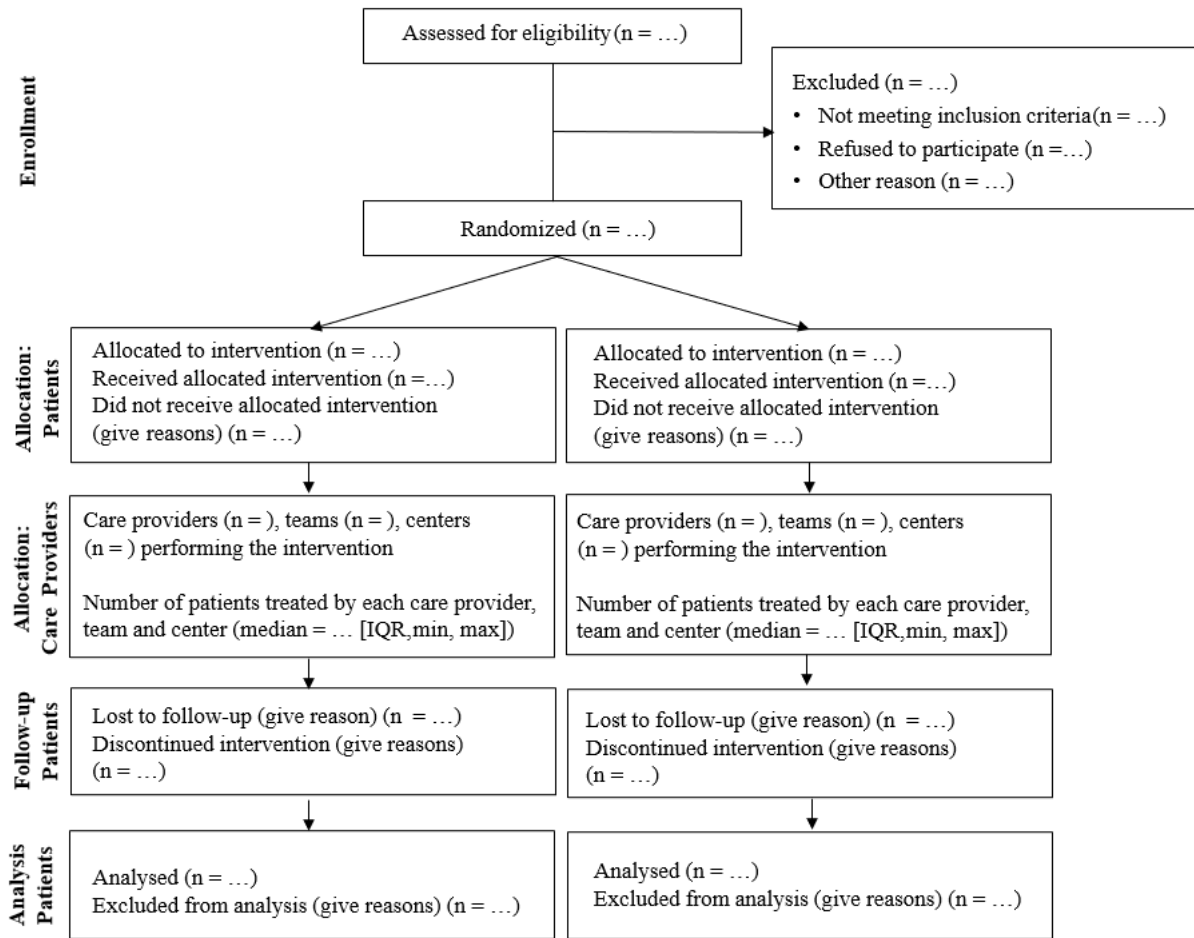 Assessed for eligibility (n = …)
Enrollment
Excluded (n = …)
• Not meeting inclusion criteria(n = …)
• Refused to participate (n =…)
• Other reason (n = …)
Randomized (n = …)
Allocation:
Patients
Allocated to intervention (n = …)
Received allocated intervention (n =…)
Did not receive allocated intervention
(give reasons) (n = …)
Allocated to intervention (n = …)
Received allocated intervention (n =…)
Did not receive allocated intervention
(give reasons) (n = …)
Allocation:
Care Providers
Care providers (n = ), teams (n = ), centers
(n = ) performing the intervention
Number of patients treated by each care provider,
team and center (median = … [IQR,min, max])
Care providers (n = ), teams (n = ), centers
(n = ) performing the intervention
Number of patients treated by each care provider,
team and center (median = … [IQR,min, max])
Follow-up
Patients
Lost to follow-up (give reason) (n = …)
Discontinued intervention (give reasons)
(n = …)
Lost to follow-up (give reason) (n = …)
Discontinued intervention (give reasons)
(n = …)
Analysis
Patients
Analysed (n = …)
Excluded from analysis (give reasons) (n = …)
Analysed (n = …)
Excluded from analysis (give reasons) (n = …)